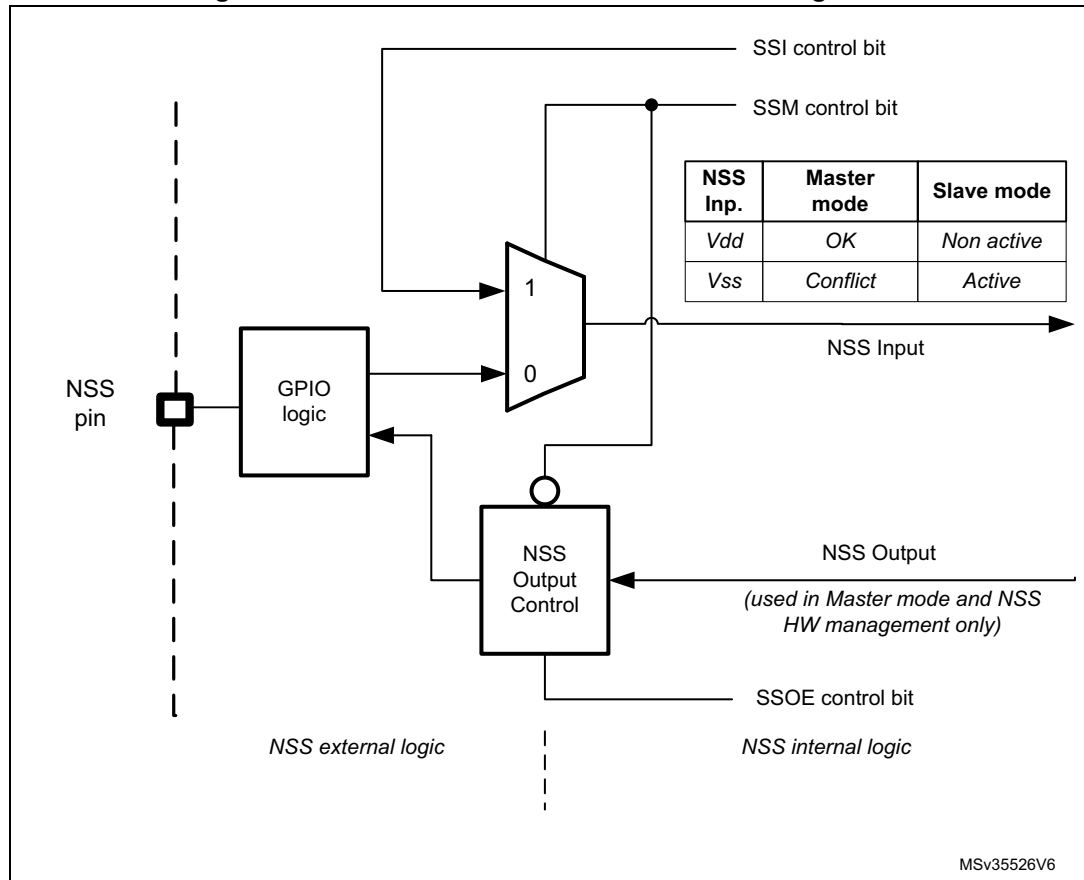 SSI control bit
SSM control bit
NSS
Inp.
Master
mode
Slave mode
Vdd
OK
Non active
Vss
Conflict
Active
1
0
NSS Input
NSS
pin
GPIO
logic
NSS
Output
Control
NSS Output
(used in Master mode and NSS
HW management only)
SSOE control bit
NSS external logic
NSS internal logic
MSv35526V6